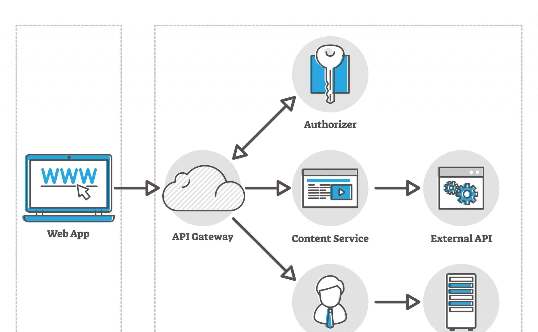 Authorizer
WWW
Web App
API Gateway
Content Service
External API